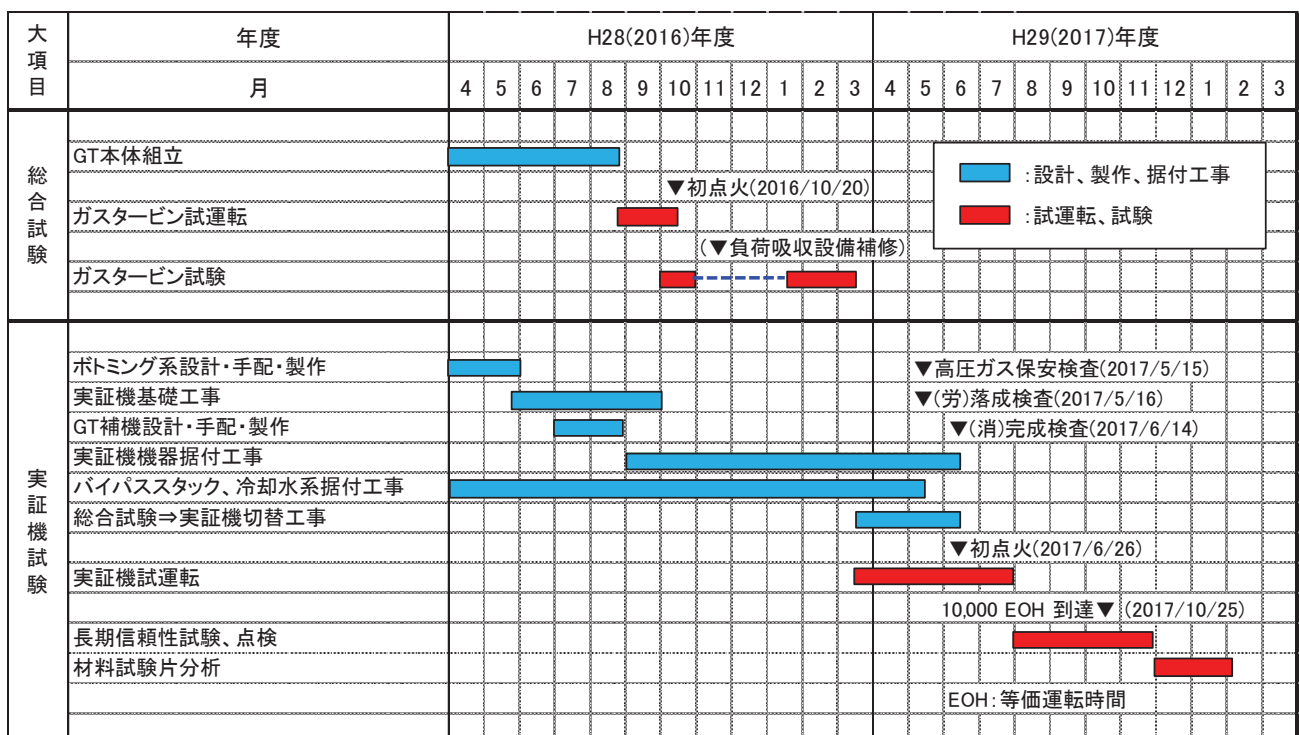 大項目
年度 H28(2016)年度 H29(2017)年度
月 4 5 6 7 8 9 10 11 12 1 2 3 4 5 6 7 8 9 10 11 12 1 2 3
総合試験
GT本体組立
:設計、製作、据付工事
▼初点火(2016/10/20)
ガスタービン試運転
:試運転、試験
(▼負荷吸収設備補修)
ガスタービン試験
実証機試験
ボトミング系設計・手配・製作 ▼高圧ガス保安検査(2017/5/15)
実証機基礎工事 ▼(労)落成検査(2017/5/16)
GT補機設計・手配・製作 ▼(消)完成検査(2017/6/14)
実証機機器据付工事
バイパススタック、冷却水系据付工事
総合試験⇒実証機切替工事
▼初点火(2017/6/26)
実証機試運転
10,000 EOH 到達▼ (2017/10/25)
長期信頼性試験、点検
材料試験片分析
EOH:等価運転時間